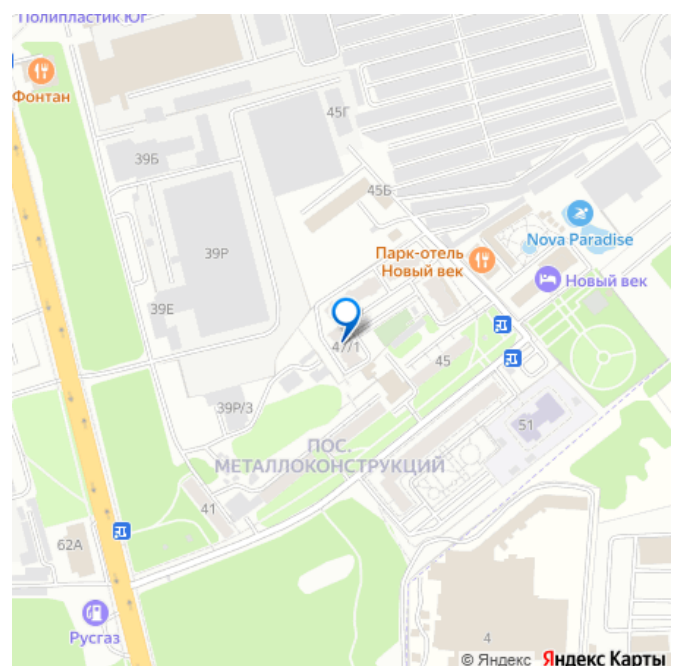 Полипластик Юг
Фонтан
45Г
39Б
45Б
39Р
Nova Paradise
Парк-отель
Новый век
Новый век
39Е
47/1
45
39Р/3
51
ПОС.
МЕТАЛЛОКОНСТРУКЦИЙ
41
62А
Русгаз
4
© Яндекс Яндекс Карты